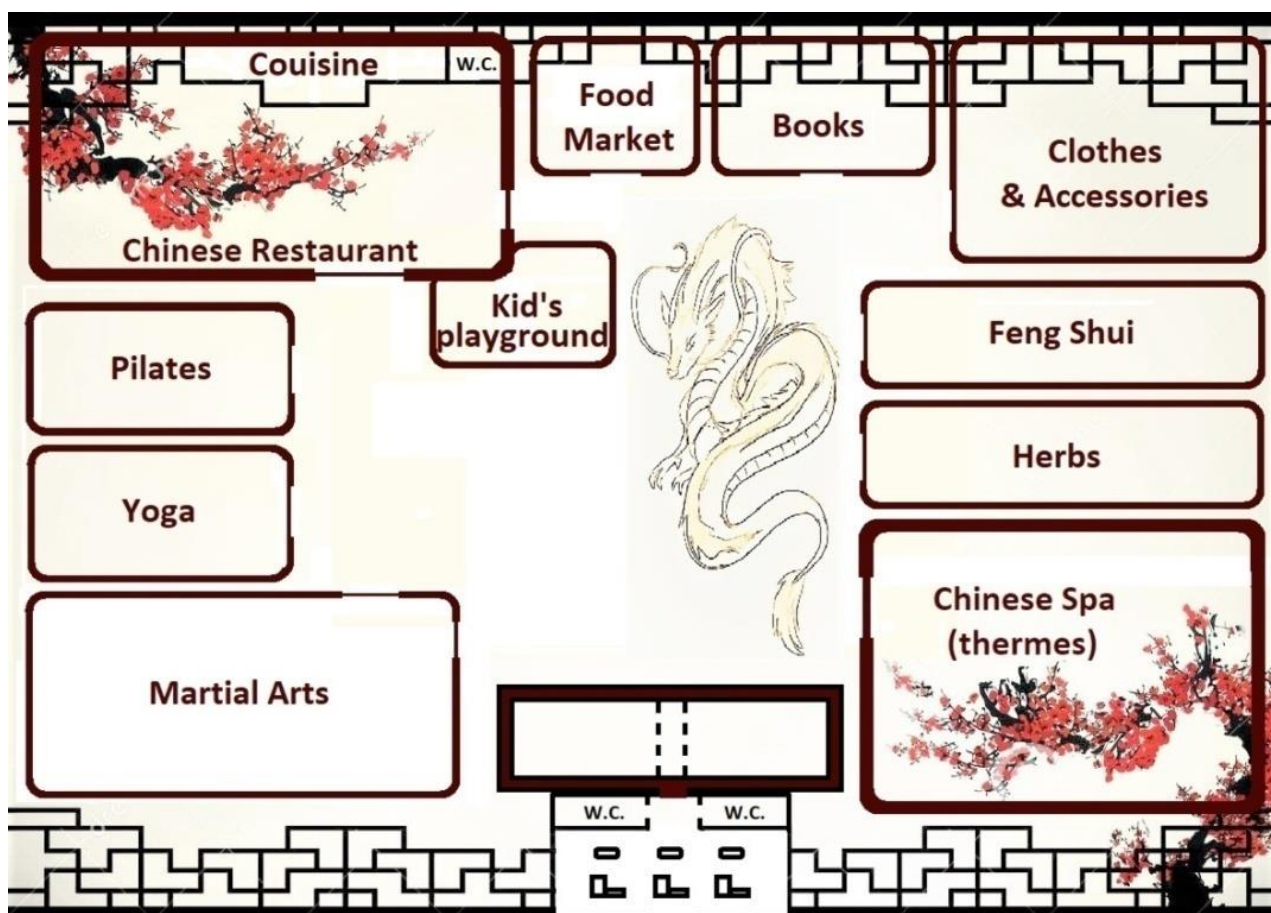 Couisine
W.C.
Food
Market
Books
Clothes
& Accessories
Chinese Restaurant
Kid's
playground
Feng Shui
Pilates
Herbs
Yoga
Chinese Spa
(thermes)
Martial Arts
W.C.
W.C.